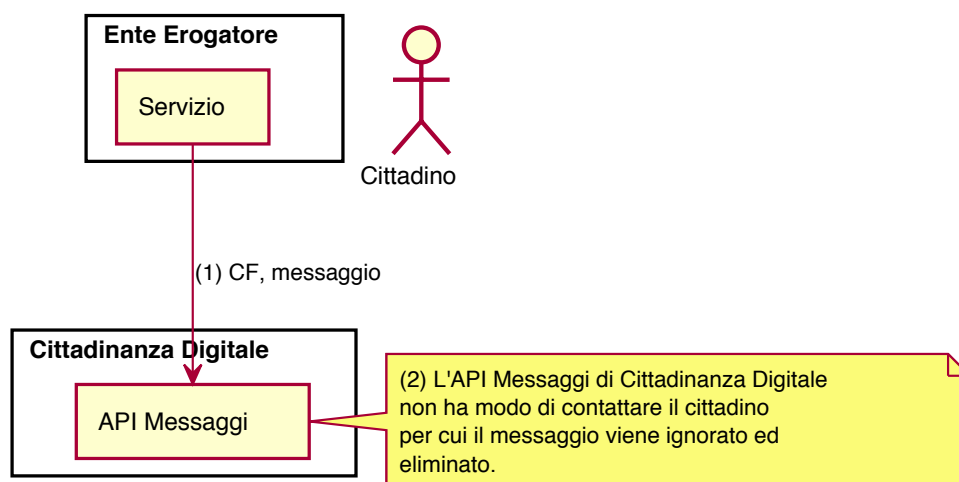 Ente Erogatore
Servizio
Cittadino
(1) CF, messaggio
Cittadinanza Digitale
API Messaggi
(2) L'API Messaggi di Cittadinanza Digitale
non ha modo di contattare il cittadino
per cui il messaggio viene ignorato ed
eliminato.